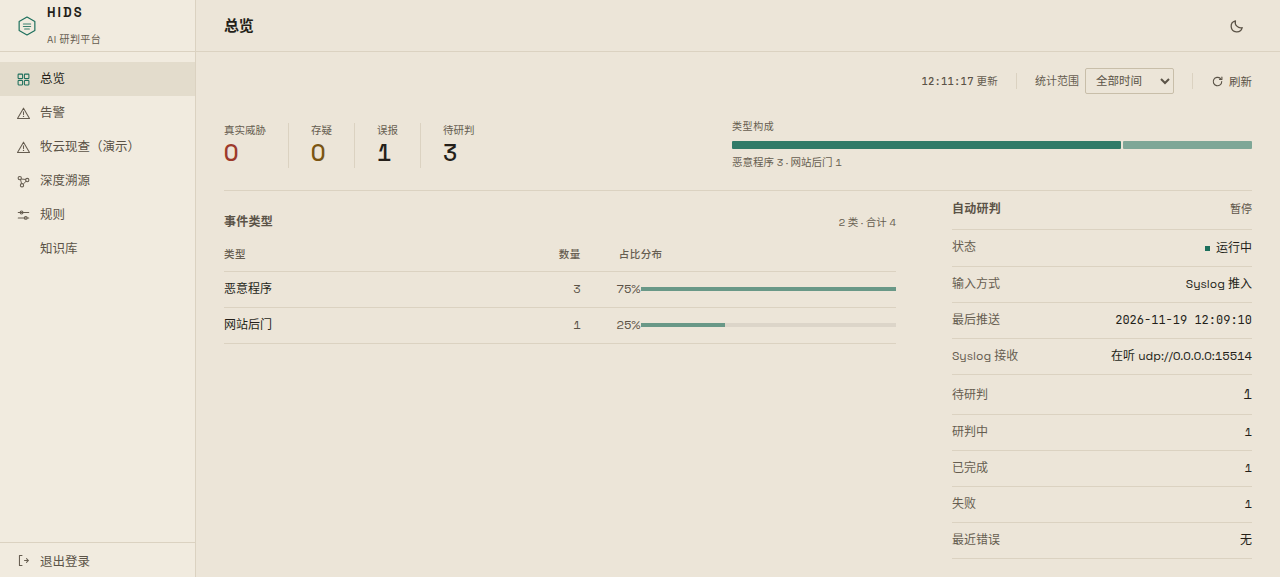 HIDS
AI 研判平台
总览
告警
牧云现查（演示）
深度溯源
规则
知识库
退出登录
总览
12:11:17 更新
统计范围
全部时间
刷新
真实威胁
0
存疑
0
误报
1
待研判
3
类型构成
恶意程序 3 · 网站后门 1
事件类型
2 类 · 合计 4
类型 数量 占比分布
恶意程序 3 75%
网站后门 1 25%
自动研判 暂停
状态 运行中
输入方式 Syslog 推入
最后推送 2026-11-19 12:09:10
Syslog 接收 在听 udp://0.0.0.0:15514
待研判 1
研判中 1
已完成 1
失败 1
最近错误 无